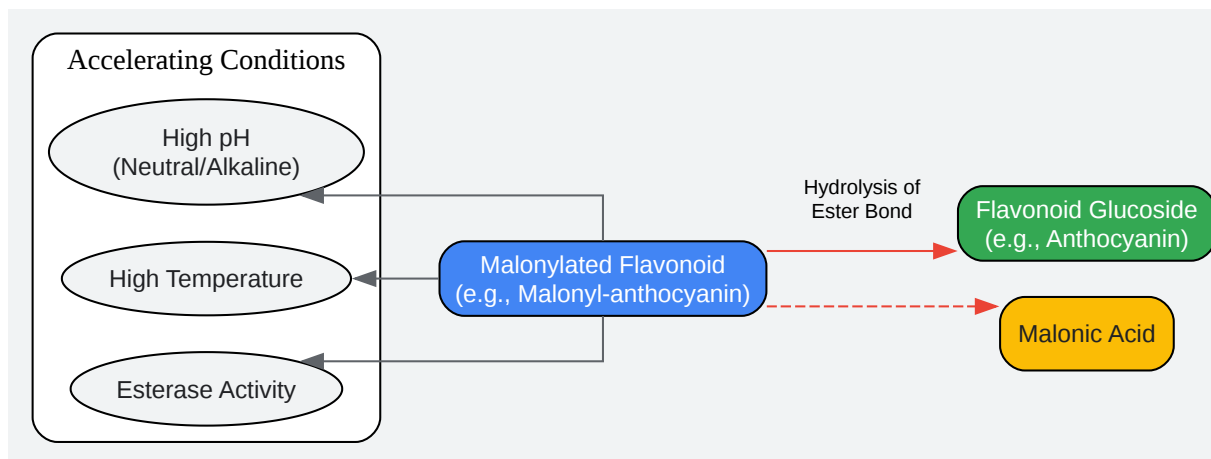 Accelerating Conditions
High pH
(Neutral/Alkaline)
High Temperature
Esterase Activity
Malonylated Flavonoid
(e.g., Malonyl-anthocyanin)
Hydrolysis of
Ester Bond
Flavonoid Glucoside
(e.g., Anthocyanin)
Malonic Acid